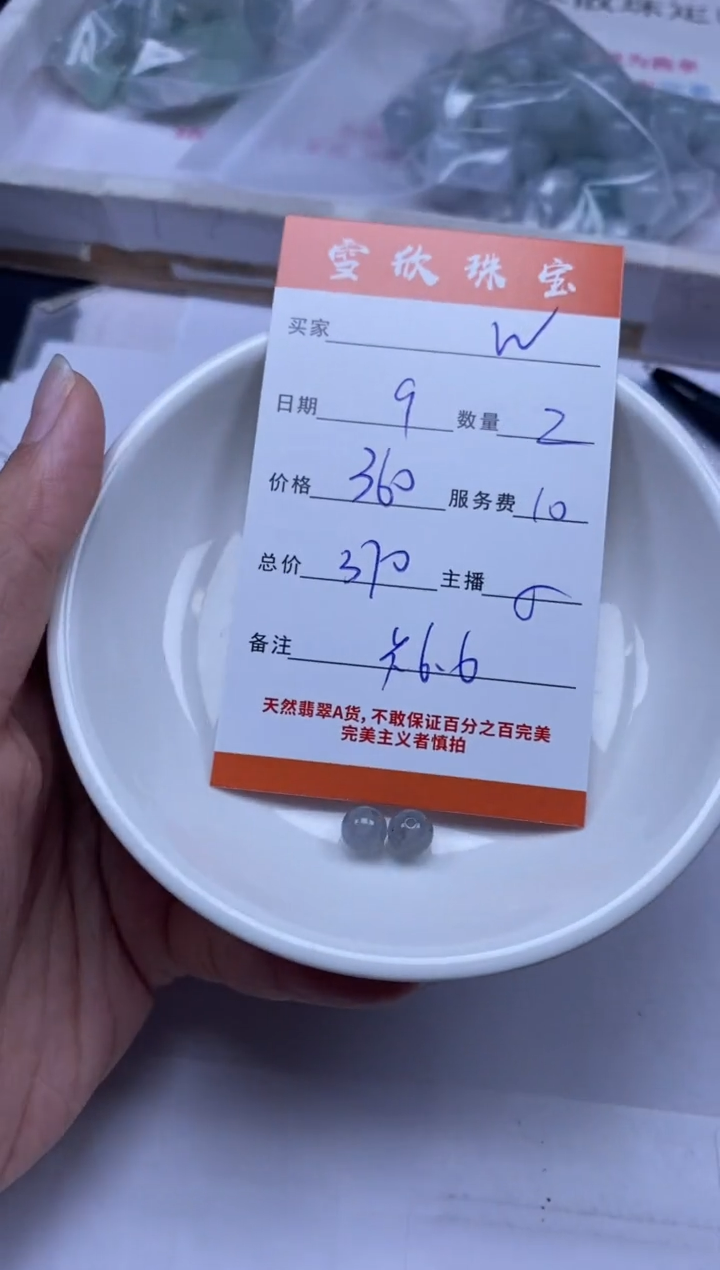 雪欣珠宝
买家 W
日期 9 数量 2
价格 360 服务费 10
总价 370 主播
备注 6.6
天然翡翠A货,不敢保证百分之百完美
完美主义者慎拍